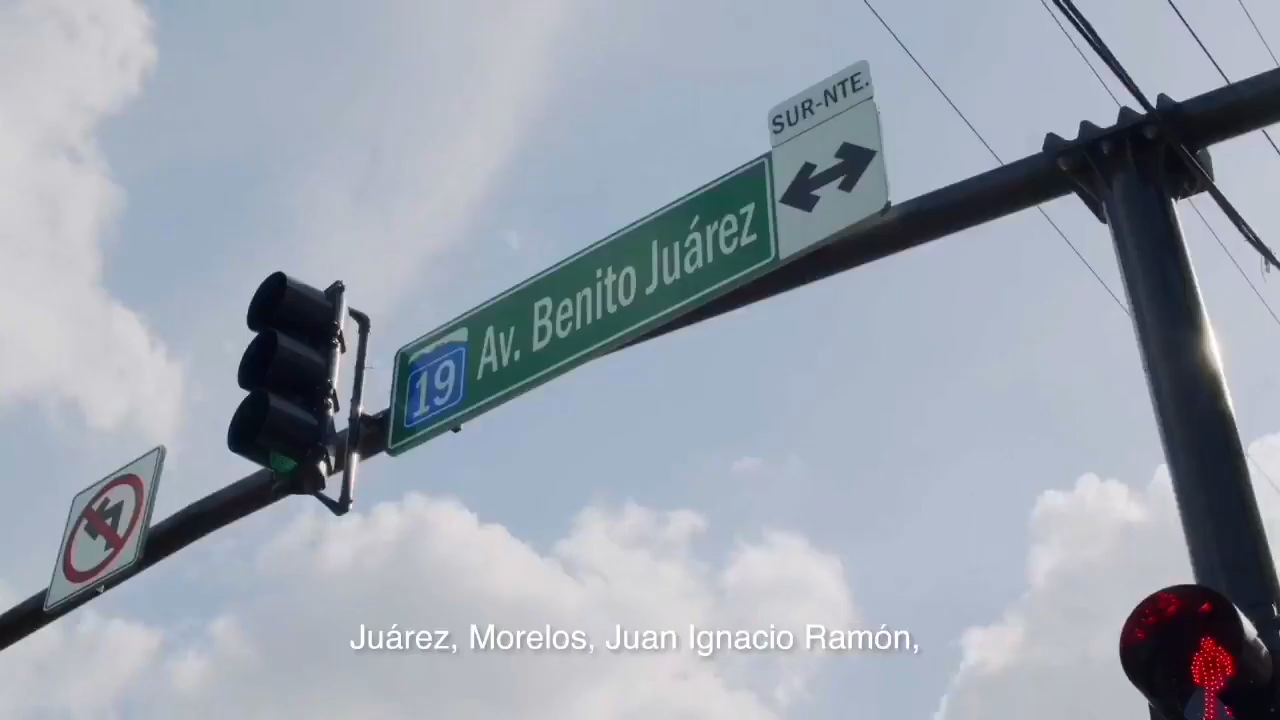 SUR-NTE.
19 Av. Benito Juárez
Juárez, Morelos, Juan Ignacio Ramón,